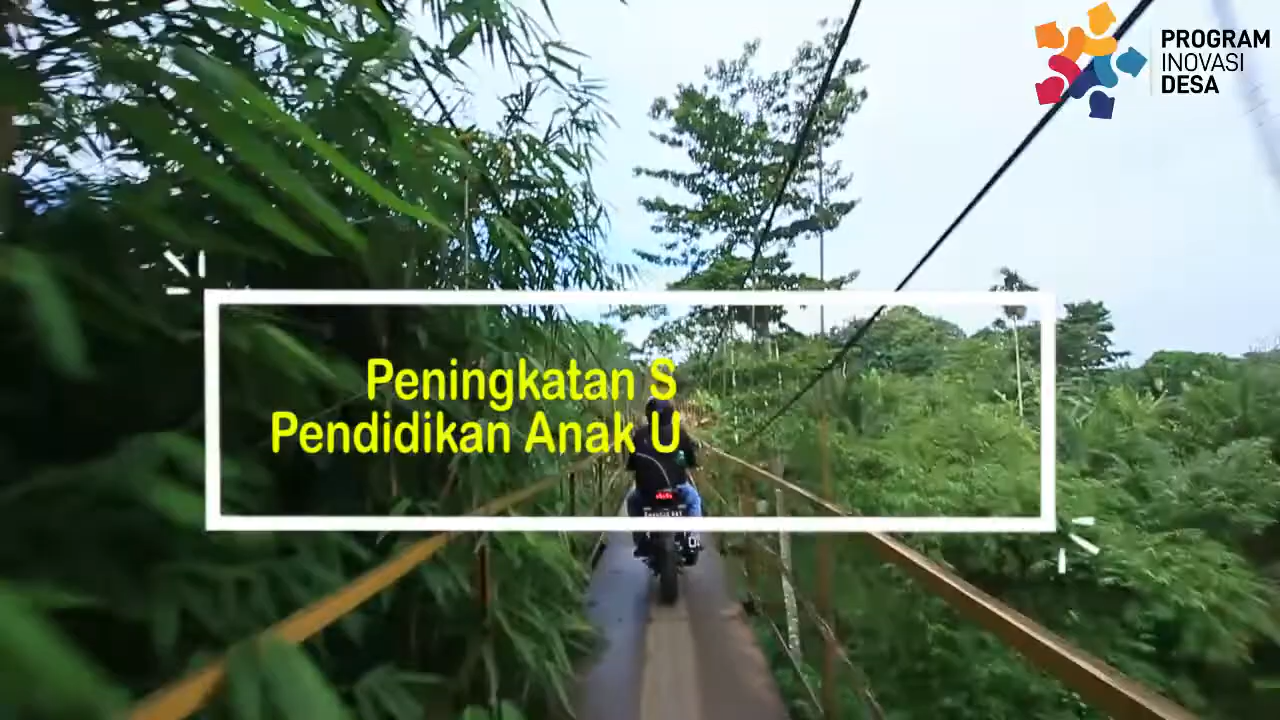 PROGRAM
INOVASI
DESA
Peningkatan S
Pendidikan Anak U